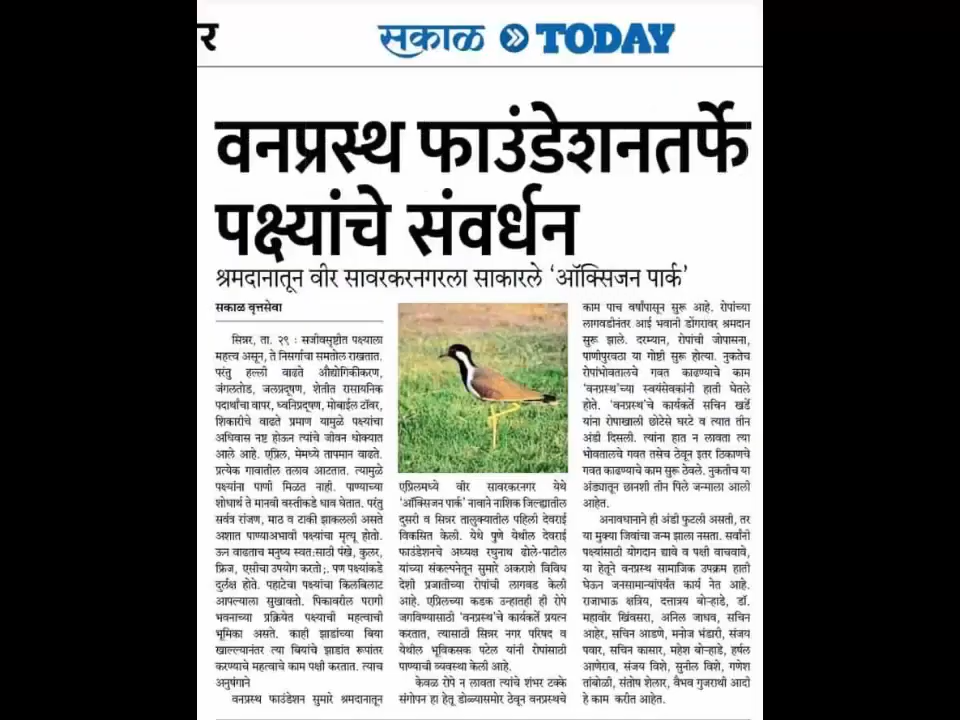 र
सकाळ TODAY
वनप्रस्थ फाउंडेशनतर्फे
पक्ष्यांचे संवर्धन
श्रमदानातून वीर सावरकरनगरला साकारले ‘ऑक्सिजन पार्क’
सकाळ वृत्तसेवा
सिन्नर, ता. २९ : सजीवसृष्टीत पक्ष्याला
महत्त्व असून, ते निसर्गाचा समतोल राखतात.
परंतु हल्ली वाढते औद्योगिकीकरण,
जंगलतोड, जलप्रदूषण, शेतीत रासायनिक
पदार्थांचा वापर, ध्वनिप्रदूषण, मोबाईल टॉवर,
शिकारीचे वाढते प्रमाण यामुळे पक्ष्यांचा
अधिवास नष्ट होऊन त्यांचे जीवन धोक्यात
आले आहे. एप्रिल, मेमध्ये तापमान वाढते.
प्रत्येक गावातील तलाव आटतात. त्यामुळे
पक्ष्यांना पाणी मिळत नाही. पाण्याच्या
शोधार्थ ते मानवी वस्तीकडे धाव घेतात. परंतु
सर्वत्र रांजण, माठ व टाकी झाकलली असते
अशात पाण्याअभावी पक्ष्यांचा मृत्यू होतो.
ऊन वाढताच मनुष्य स्वतःसाठी पंखे, कुलर,
फ्रिज, एसीचा उपयोग करतो;. पण पक्ष्यांकडे
दुर्लक्ष होते. पहाटेचा पक्ष्यांचा किलबिलाट
आपल्याला सुखावतो. पिकावरील परागी
भवनाच्या प्रक्रियेत पक्ष्याची महत्वाची
भूमिका असते. काही झाडांच्या बिया
खाल्ल्यानंतर त्या बियांचे झाडांत रूपांतर
करण्याचे महत्वाचे काम पक्षी करतात. त्याच
अनुषंगाने
वनप्रस्थ फाउंडेशन सुमारे श्रमदानातून
एप्रिलमध्ये वीर सावरकरनगर येथे
‘ऑक्सिजन पार्क’ नावाने नाशिक जिल्ह्यातील
दुसरी व सिन्नर तालुक्यातील पहिली देवराई
विकसित केली. येथे पुणे येथील देवराई
फाउंडेशनचे अध्यक्ष रघुनाथ ढोले-पाटील
यांच्या संकल्पनेतून सुमारे अकराशे विविध
देशी प्रजातीच्या रोपांची लागवड केली
आहे. एप्रिलच्या कडक उन्हातही ही रोपे
जगविण्यासाठी ‘वनप्रस्थ’चे कार्यकर्ते प्रयत्न
करतात, त्यासाठी सिन्नर नगर परिषद व
येथील भूविकसक पटेल यांनी रोपांसाठी
पाण्याची व्यवस्था केली आहे.
केवळ रोपे न लावता त्यांचे शंभर टक्के
संगोपन हा हेतू डोळ्यासमोर ठेवून वनप्रस्थचे
काम पाच वर्षांपासून सुरू आहे. रोपांच्या
लागवडीनंतर आई भवानी डोंगरावर श्रमदान
सुरू झाले. दरम्यान, रोपांची जोपासना,
पाणीपुरवठा या गोष्टी सुरू होत्या. नुकतेच
रोपांभोवतालचे गवत काढण्याचे काम
‘वनप्रस्थ’च्या स्वयंसेवकांनी हाती घेतले
होते. ‘वनप्रस्थ’चे कार्यकर्ते सचिन खर्डे
यांना रोपाखाली छोटेसे घरटे व त्यात तीन
अंडी दिसली. त्यांना हात न लावता त्या
भोवतालचे गवत तसेच ठेवून इतर ठिकाणचे
गवत काढण्याचे काम सुरू ठेवले. नुकतीच या
अंड्यातून छानशी तीन पिले जन्माला आली
आहेत.
अनावधानाने ही अंडी फुटली असती, तर
या मुक्या जिवांचा जन्म झाला नसता. सर्वांनी
पक्ष्यांसाठी योगदान द्यावे व पक्षी वाचवावे,
या हेतूने वनप्रस्थ सामाजिक उपक्रम हाती
घेऊन जनसामान्यांपर्यंत कार्य नेत आहे.
राजाभाऊ क्षत्रिय, दत्तात्रय बोऱ्हाडे, डॉ.
महावीर खिंवसरा, अनिल जाधव, सचिन
आहेर, सचिन आडणे, मनोज भंडारी, संजय
पवार, सचिन कासार, महेश बोऱ्हाडे, हर्षल
आणेराव, संजय विशे, सुनील विशे, गणेश
तांबोळी, संतोष शेलार, वैभव गुजराथी आदी
हे काम करीत आहेत.